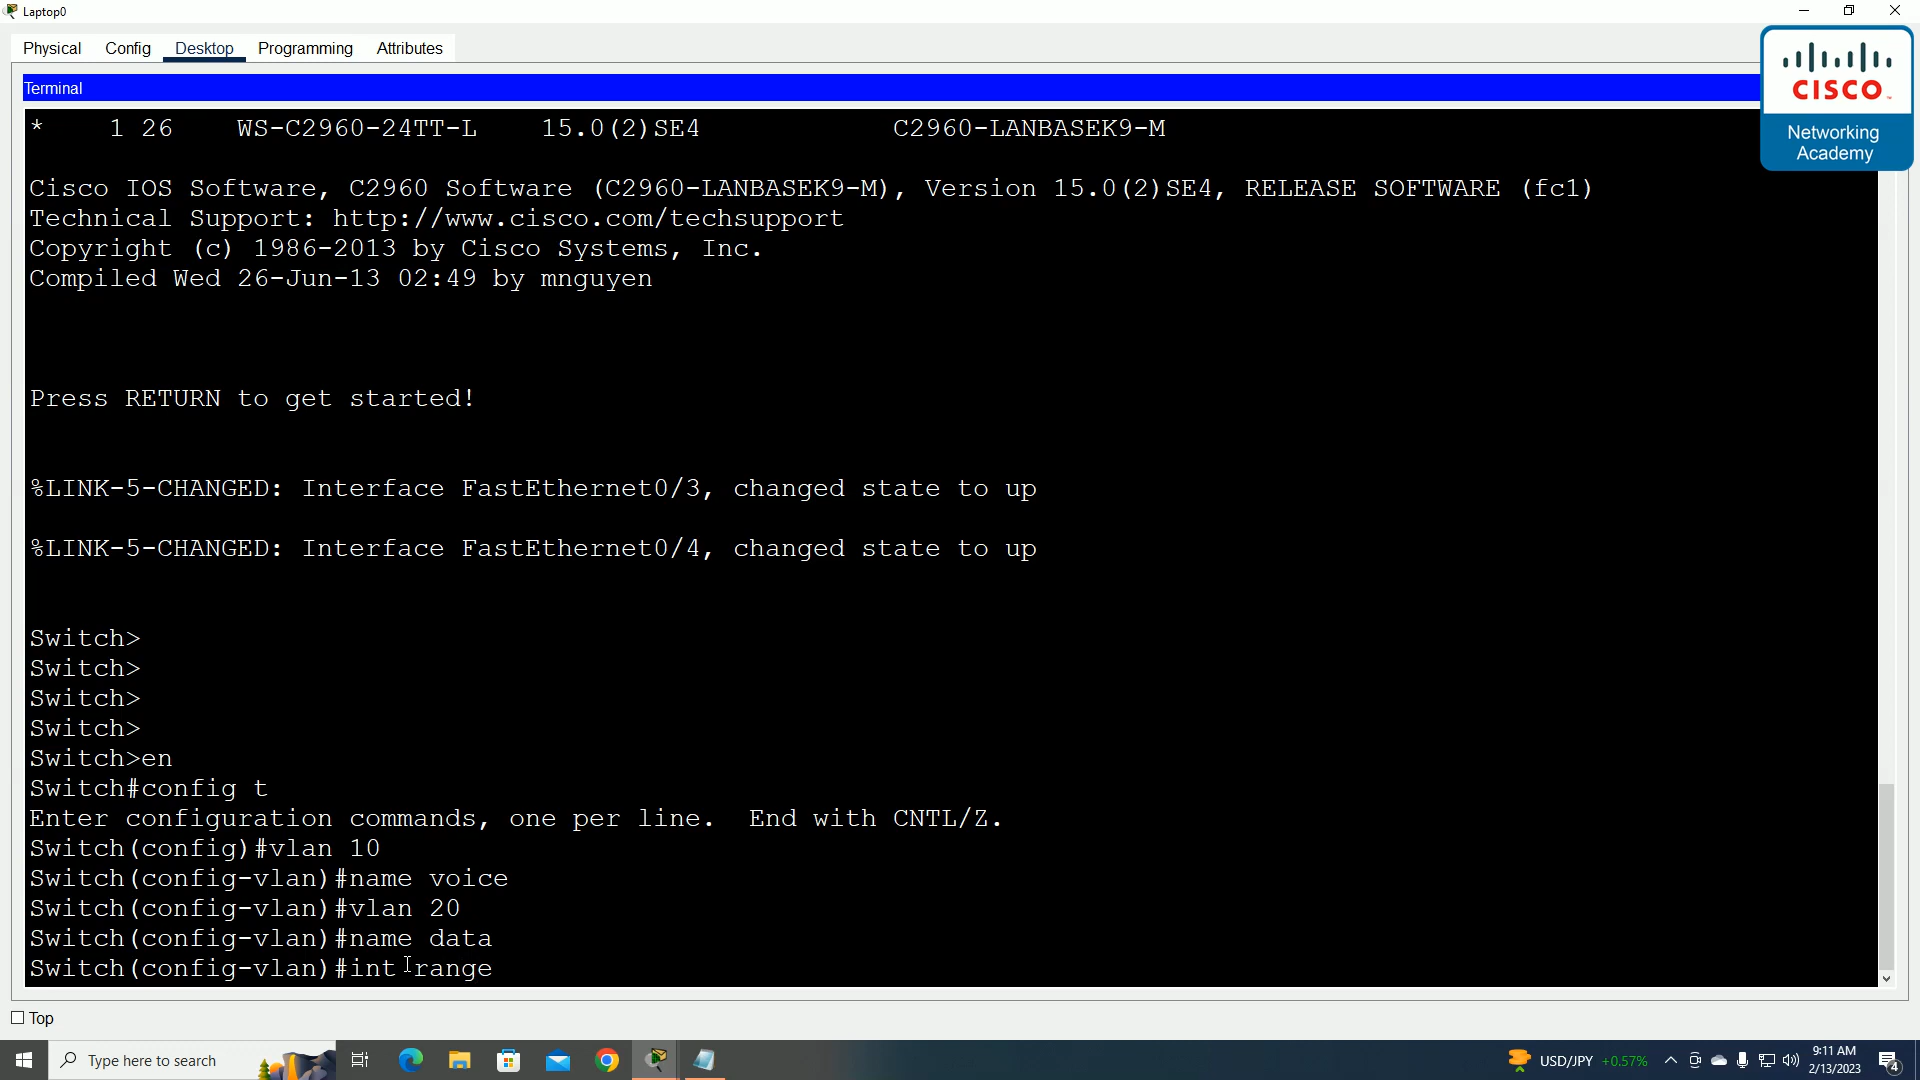 Laptop0
Physical Config Desktop Programming Attributes
CISCO
Networking
Academy
Terminal
* 1 26 WS-C2960-24TT-L 15.0(2)SE4 C2960-LANBASEK9-M
Cisco IOS Software, C2960 Software (C2960-LANBASEK9-M), Version 15.0(2)SE4, RELEASE SOFTWARE (fc1)
Technical Support: http://www.cisco.com/techsupport
Copyright (c) 1986-2013 by Cisco Systems, Inc.
Compiled Wed 26-Jun-13 02:49 by mnguyen
Press RETURN to get started!
%LINK-5-CHANGED: Interface FastEthernet0/3, changed state to up
%LINK-5-CHANGED: Interface FastEthernet0/4, changed state to up
Switch>
Switch>
Switch>
Switch>
Switch>en
Switch#config t
Enter configuration commands, one per line. End with CNTL/Z.
Switch(config)#vlan 10
Switch(config-vlan)#name voice
Switch(config-vlan)#vlan 20
Switch(config-vlan)#name data
Switch(config-vlan)#int range
Top
Type here to search
USD/JPY +0.57%
9:11 AM
2/13/2023
4